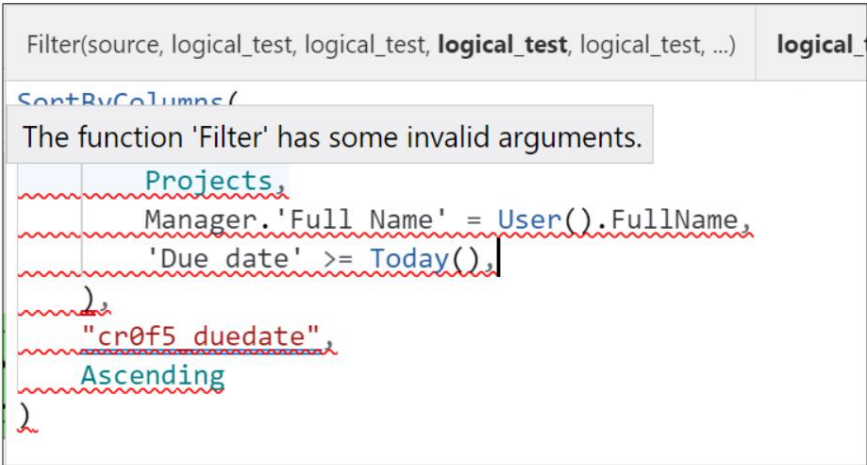 Filter(source, logical_test, logical_test, logical_test, logical_test, ...) logical_
SortByColumns(
The function 'Filter' has some invalid arguments.
Projects,
Manager.'Full Name' = User().FullName,
'Due date' >= Today(),
),
"cr0f5_duedate",
Ascending
)